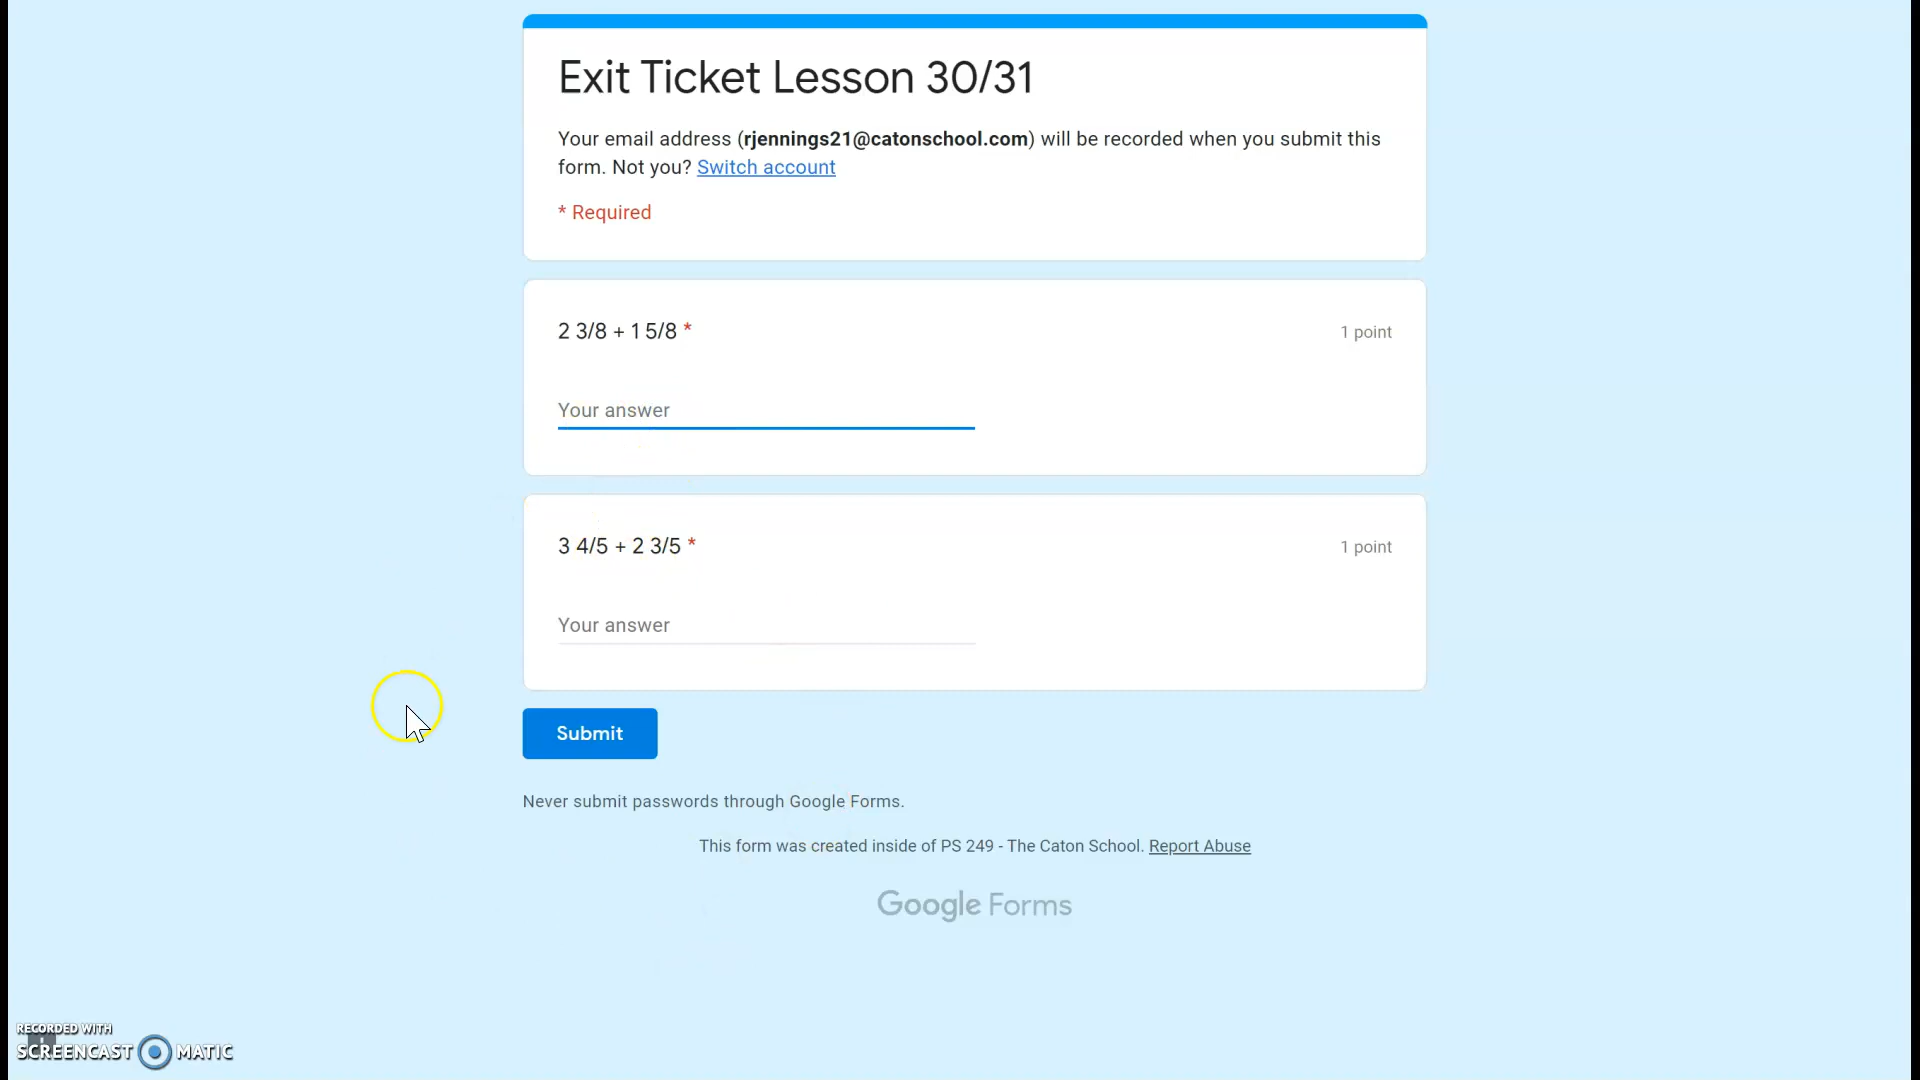 Exit Ticket Lesson 30/31
Your email address (rjennings21@catonschool.com) will be recorded when you submit this
form. Not you? Switch account
* Required
2 3/8 + 1 5/8 *
1 point
Your answer
3 4/5 + 2 3/5 *
1 point
Your answer
Submit
Never submit passwords through Google Forms.
This form was created inside of PS 249 - The Caton School. Report Abuse
Google Forms
RECORDED WITH
SCREENCAST MATIC